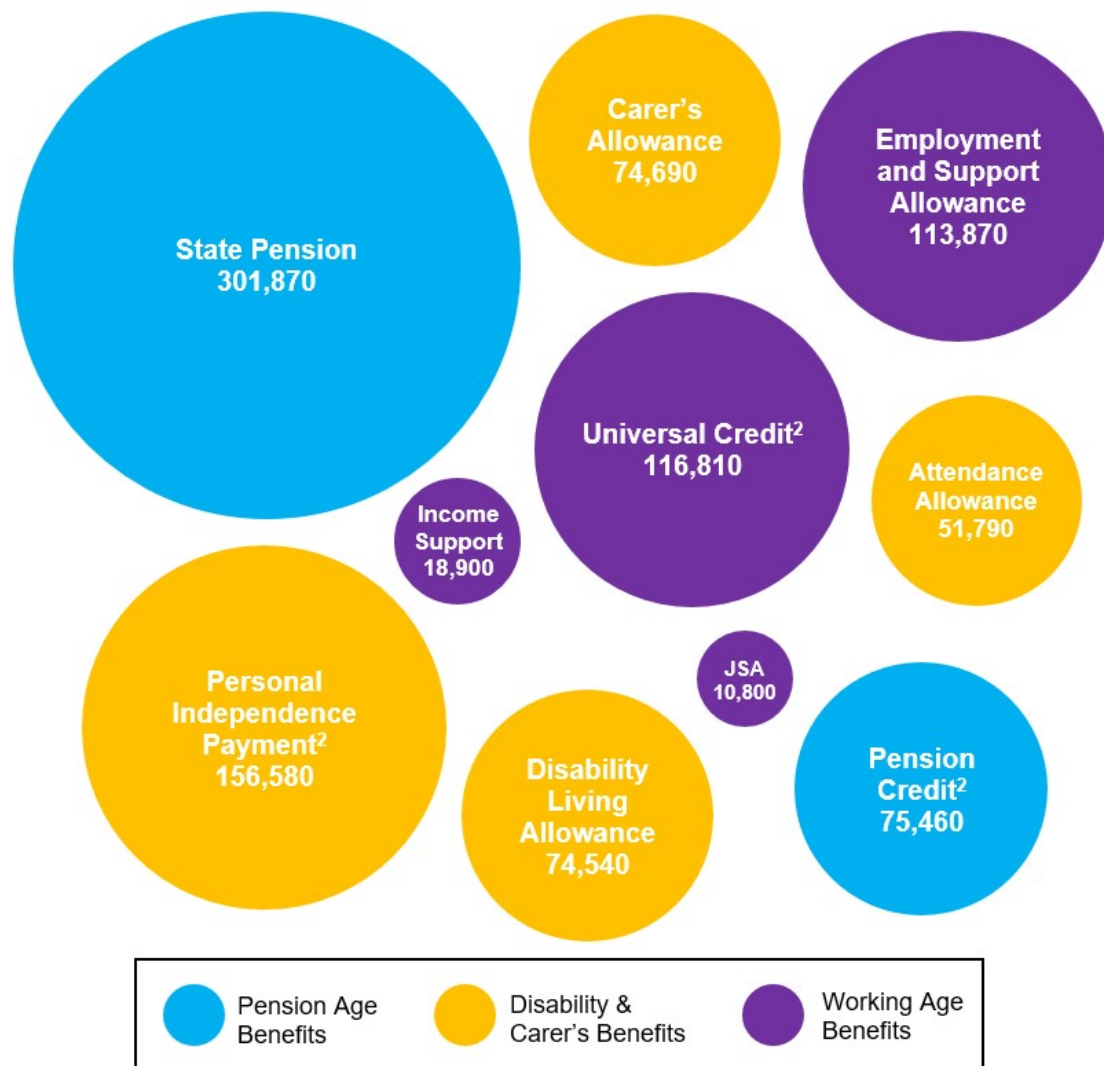 State Pension
301,870
Carer’s
Allowance
74,690
Employment
and Support
Allowance
113,870
Universal Credit²
116,810
Attendance
Allowance
51,790
Income
Support
18,900
Personal
Independence
Payment²
156,580
JSA
10,800
Disability
Living
Allowance
74,540
Pension
Credit²
75,460
Pension Age
Benefits
Disability &
Carer’s Benefits
Working Age
Benefits